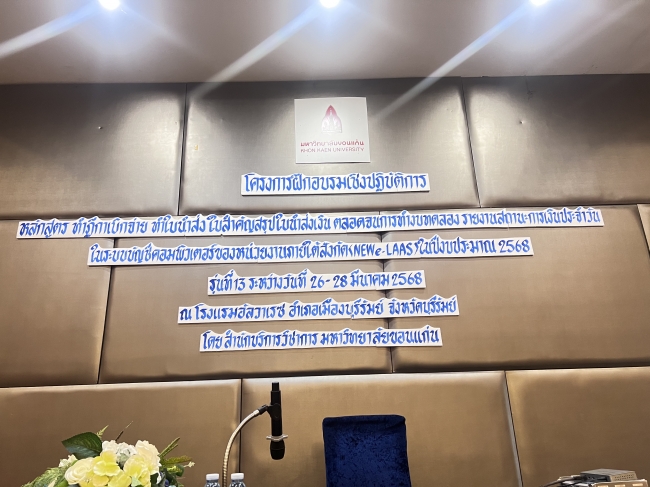 มหาวิทยาลัยขอนแก่น
KHON KAEN UNIVERSITY
โครงการฝึกอบรมเชิงปฏิบัติการ
หลักสูตร ทำฎีกาเบิกจ่าย ทำใบนำส่ง ใบสำคัญสรุปใบนำส่งเงิน ตลอดจนการทำงบทดลอง รายงานสถานะการเงินประจำวัน
ในระบบบัญชีคอมพิวเตอร์ของหน่วยงานภายใต้สังกัด(NEW e-LAAS)ในปีงบประมาณ 2568
รุ่นที่ 13 ระหว่างวันที่ 26-28 มีนาคม 2568
ณ โรงแรมอัลวาเรซ อำเภอเมืองบุรีรัมย์ จังหวัดบุรีรัมย์
โดย สำนักบริการวิชาการ มหาวิทยาลัยขอนแก่น